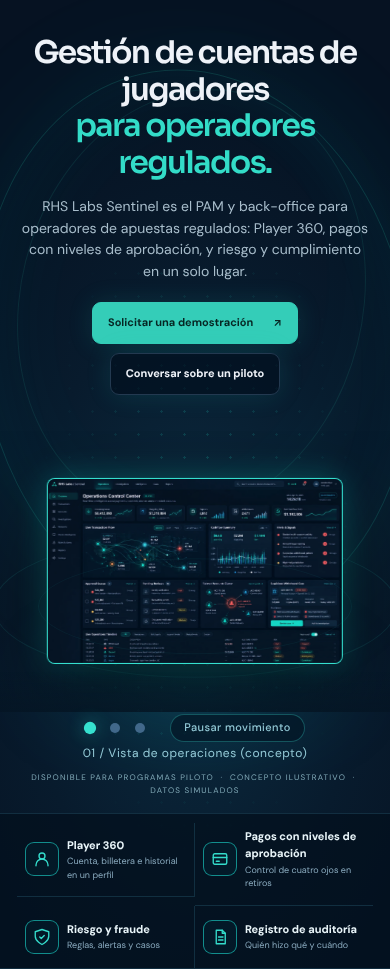 Gestión de cuentas de
jugadores
para operadores
regulados.
RHS Labs Sentinel es el PAM y back-office para
operadores de apuestas regulados: Player 360, pagos
con niveles de aprobación, y riesgo y cumplimiento
en un solo lugar.
Solicitar una demostración
Conversar sobre un piloto
Operations Control Center
Pausar movimiento
01 / Vista de operaciones (concepto)
DISPONIBLE PARA PROGRAMAS PILOTO · CONCEPTO ILUSTRATIVO ·
DATOS SIMULADOS
Player 360
Cuenta, billetera e historial
en un perfil
Pagos con niveles de
aprobación
Control de cuatro ojos en
retiros
Riesgo y fraude
Reglas, alertas y casos
Registro de auditoría
Quién hizo qué y cuándo